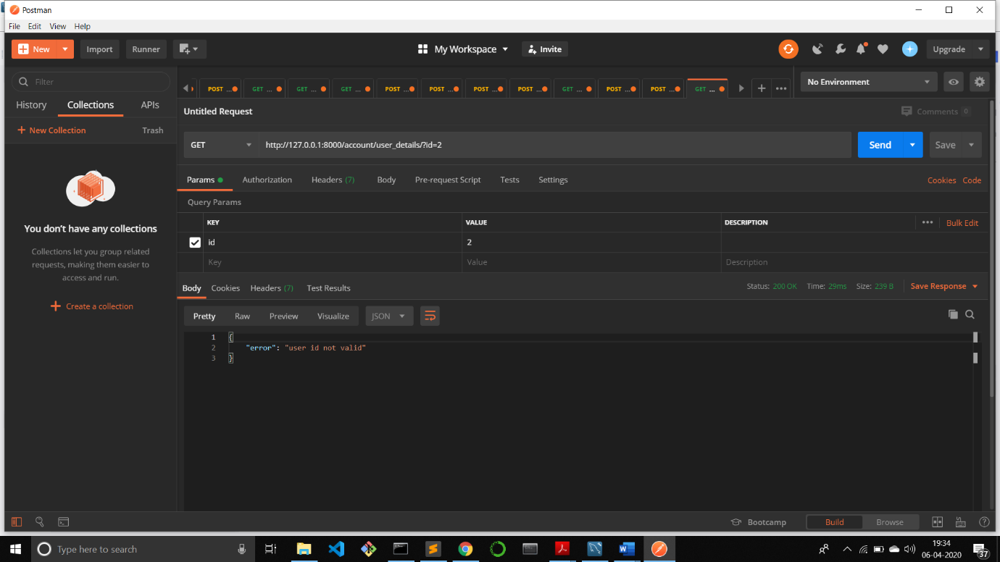 Postman
File Edit View Help
New Import Runner My Workspace Invite Upgrade
Filter
History Collections APIs
New Collection Trash
You don't have any collections
Collections let you group related
requests, making them easier to
access and run.
Create a collection
POST ... GET ... GET ... GET ... POST ... POST ... POST ... POST ... GET ... POST ... POST ... GET ...
No Environment
Untitled Request Comments 0
GET http://127.0.0.1:8000/account/user_details/?id=2 Send Save
Params Authorization Headers (7) Body Pre-request Script Tests Settings Cookies Code
Query Params
KEY VALUE DESCRIPTION Bulk Edit
id 2
Key Value Description
Body Cookies Headers (7) Test Results Status: 200 OK Time: 29ms Size: 239 B Save Response
Pretty Raw Preview Visualize JSON
1 {
2 "error": "user id not valid"
3 }
Bootcamp Build Browse
Type here to search
19:34
06-04-2020
37